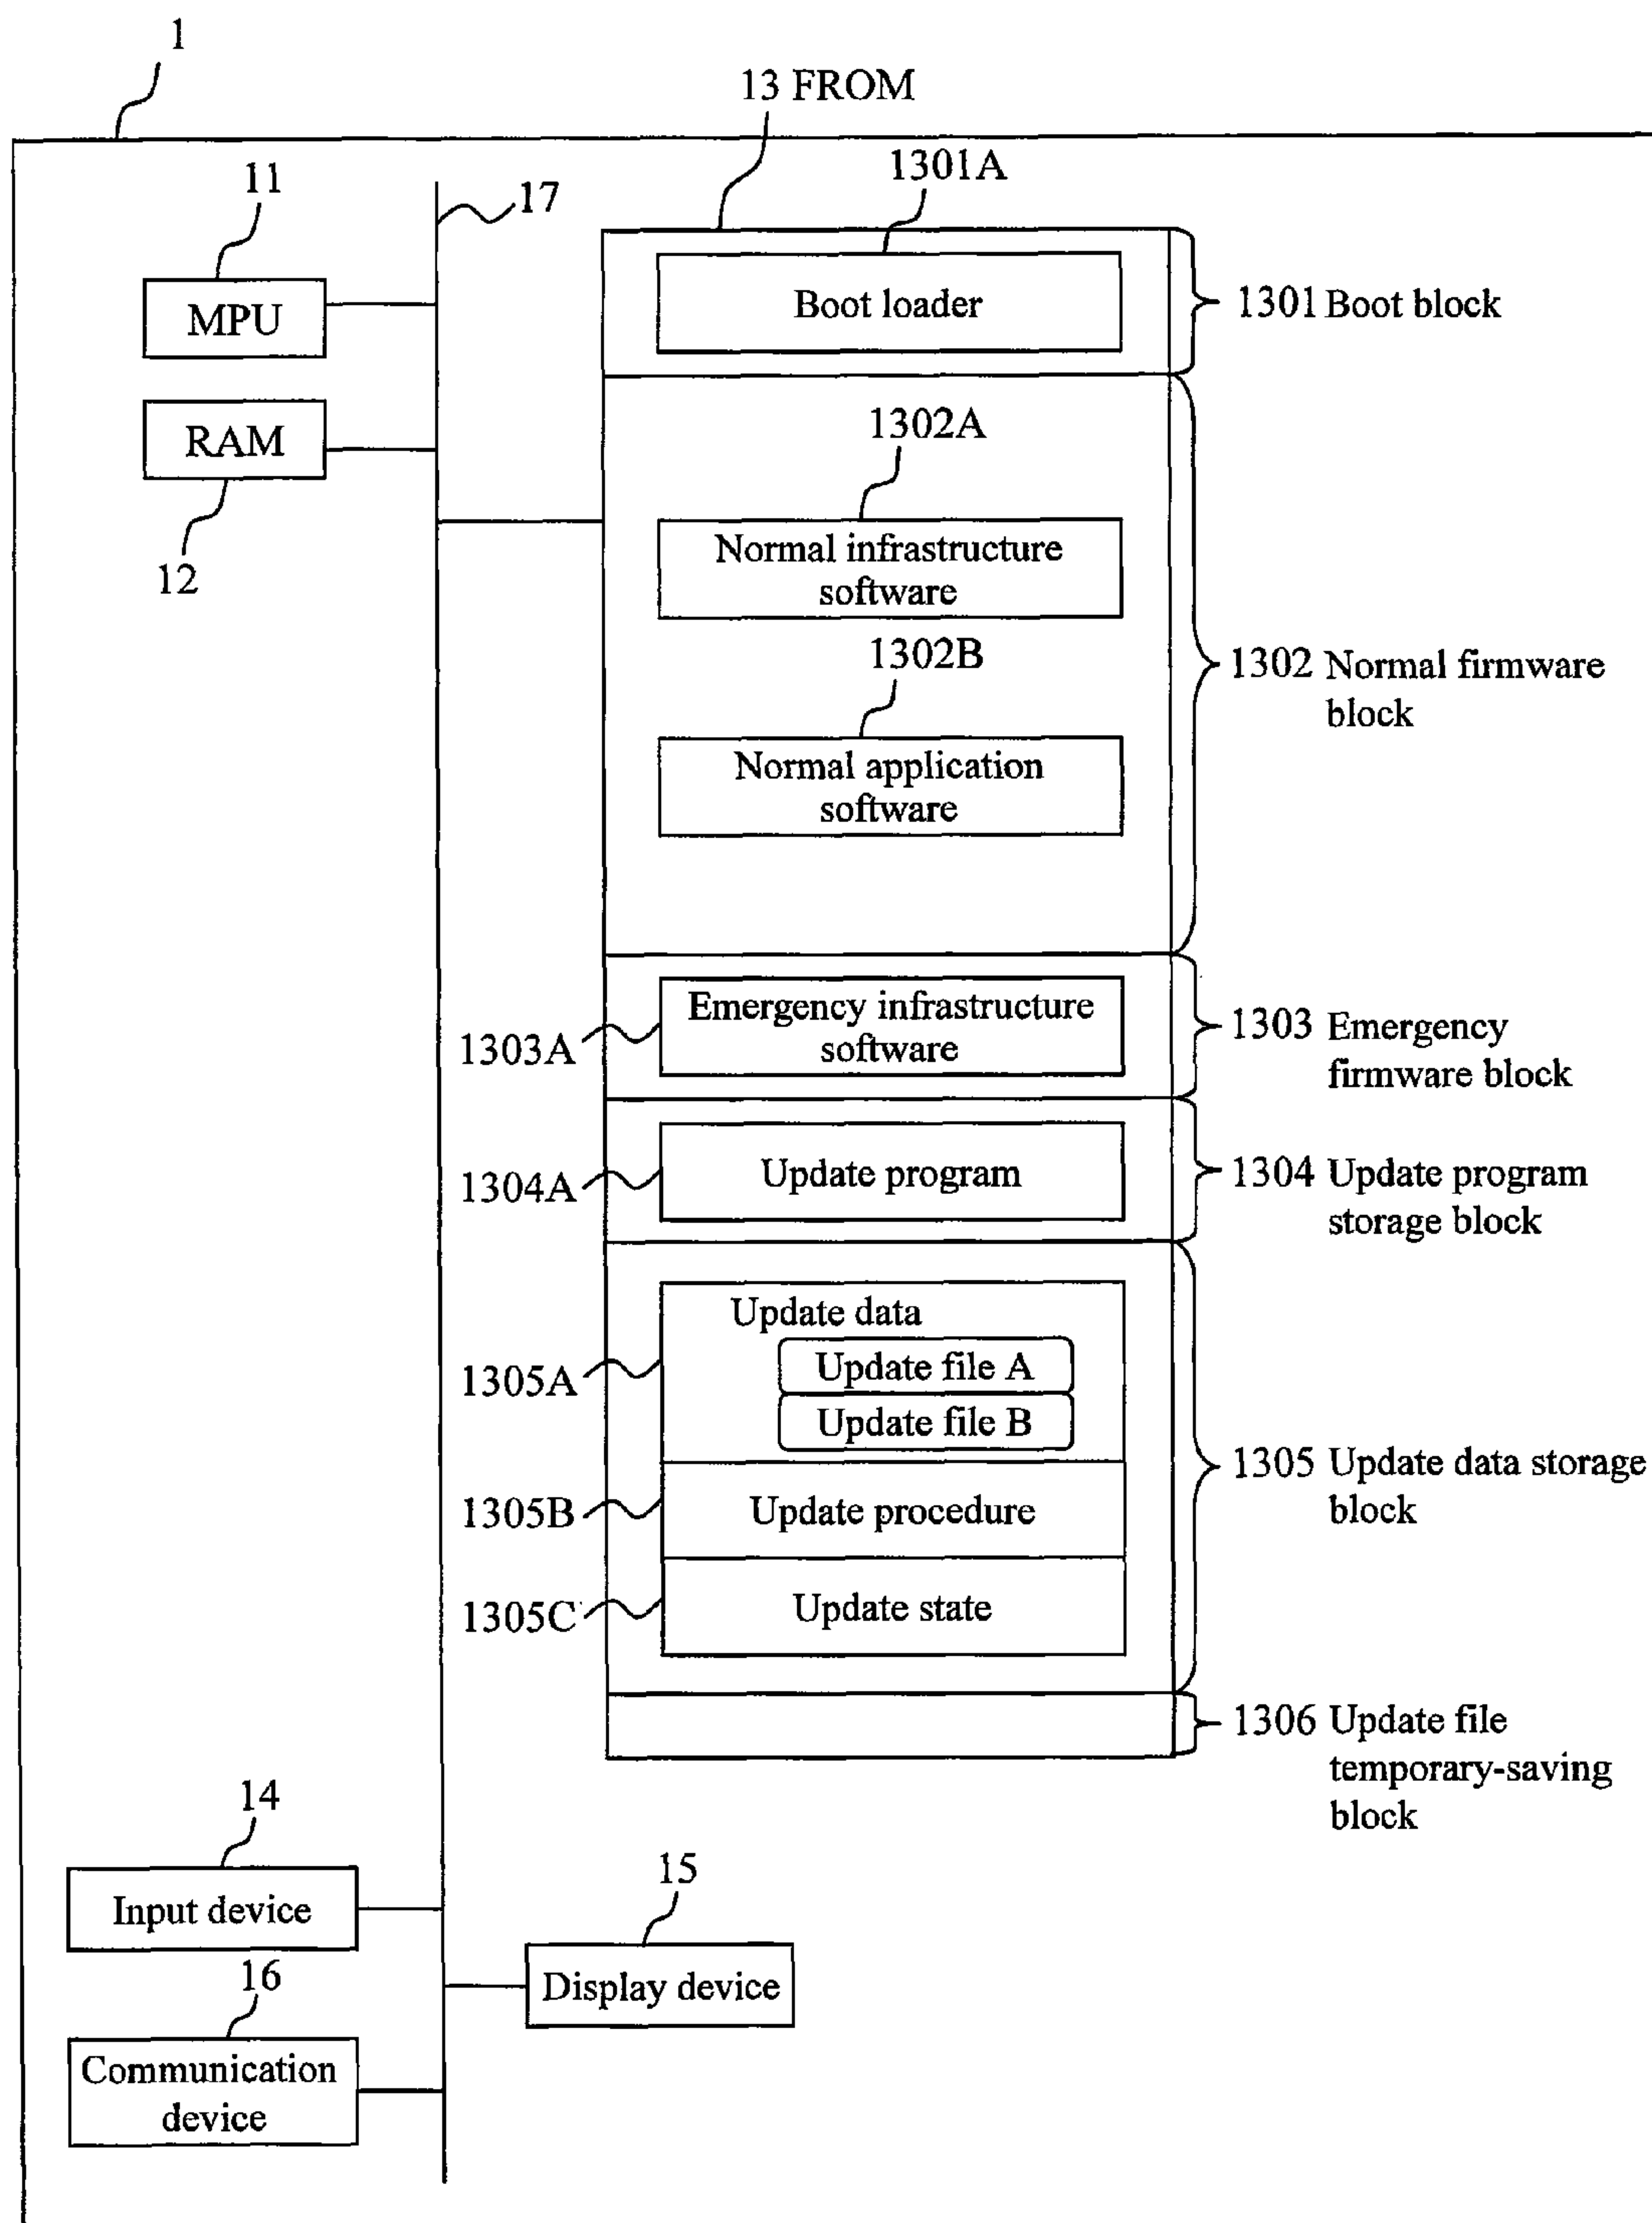 1
13 FROM
1301A
11
17
MPU
Boot loader
1301 Boot block
RAM
12
1302A
Normal infrastructure
software
1302B
1302 Normal firmware
block
Normal application
software
Emergency infrastructure
software
1303A
1303 Emergency
firmware block
Update program
1304A
1304 Update program
storage block
Update data
Update file A
Update file B
1305A
1305 Update data storage
block
Update procedure
1305B
Update state
1305C
1306 Update file
temporary-saving
block
14
Input device
15
Display device
16
Communication
device